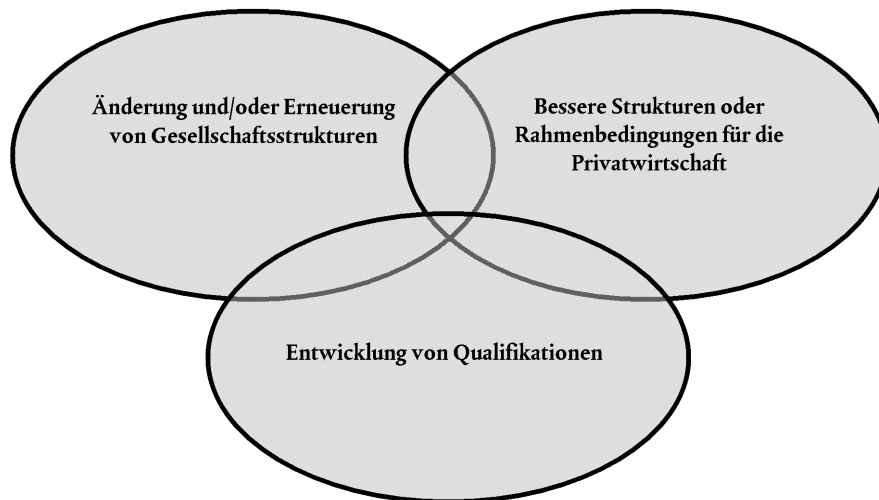 Änderung und/oder Erneuerung
von Gesellschaftsstrukturen
Bessere Strukturen oder
Rahmenbedingungen für die
Privatwirtschaft
Entwicklung von Qualifikationen